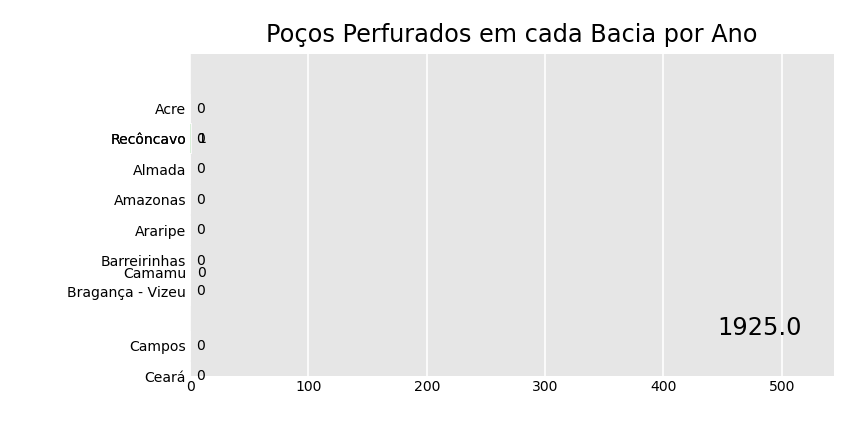 Poços Perfurados em cada Bacia por Ano
Acre 0
Recôncavo 1
Almada 0
Amazonas 0
Araripe 0
Barreirinhas 0
Camamu 0
Bragança - Vizeu 0
1925.0
Campos 0
Ceará 0
0 100 200 300 400 500